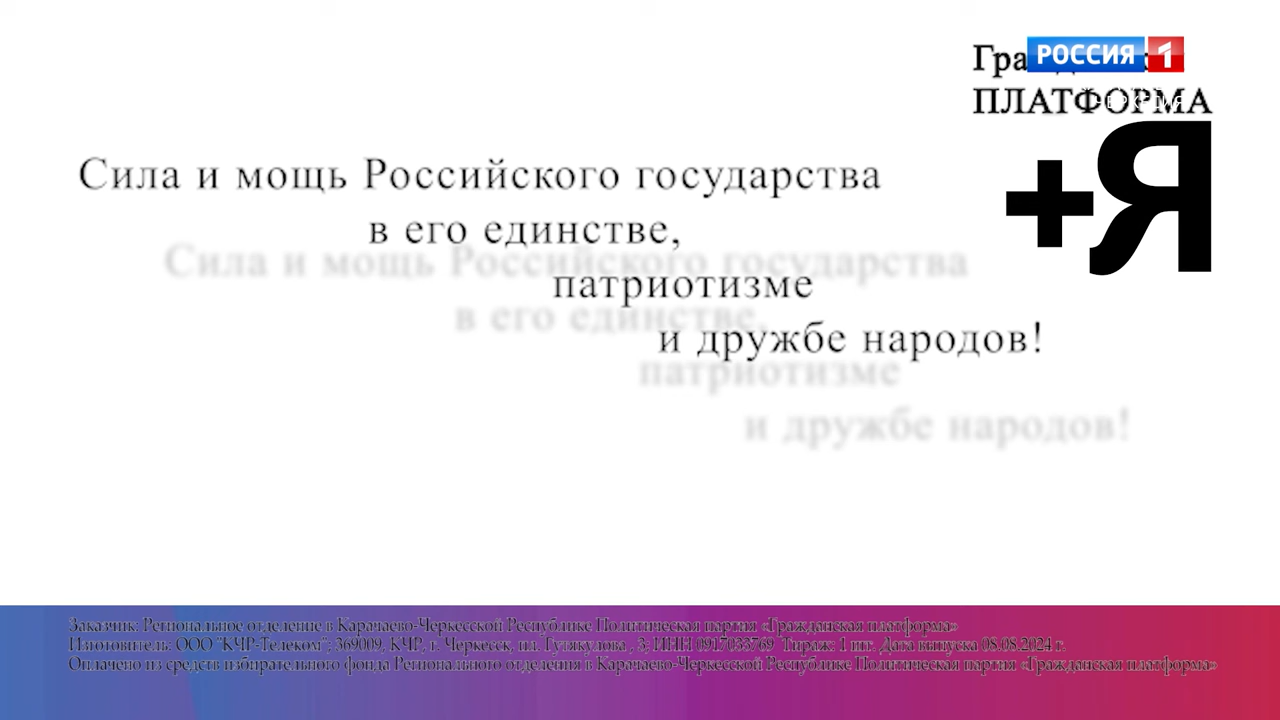 РОССИЯ 1
ПЛАТФОРМА
+Я
Сила и мощь Российского государства
в его единстве,
патриотизме
и дружбе народов!
Сила и мощь Российского государства
в его единстве,
патриотизме
и дружбе народов!
Заказчик: Региональное отделение в Карачаево-Черкесской Республике Политическая партия «Гражданская платформа»
Изготовитель: ООО "КЧР-Телеком"; 369009, КЧР, г. Черкесск, пл. Гутякулова , 3; ИНН 0917033769 Тираж: 1 шт. Дата выпуска 08.08.2024 г.
Оплачено из средств избирательного фонда Регионального отделения в Карачаево-Черкесской Республике Политическая партия «Гражданская платформа»